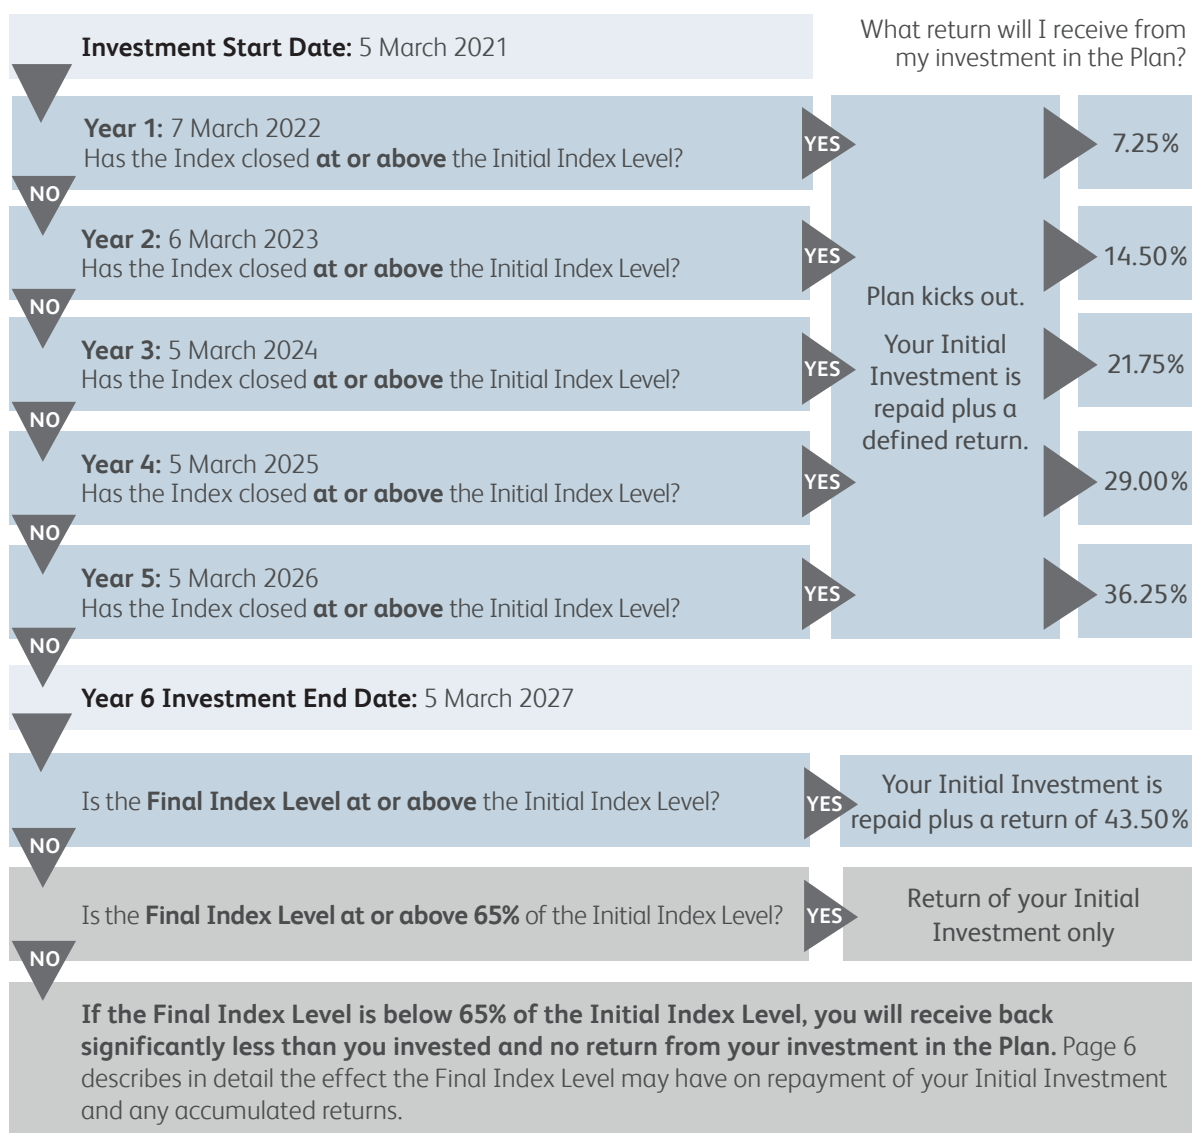 Investment Start Date: 5 March 2021
What return will I receive from
my investment in the Plan?
Year 1: 7 March 2022
Has the Index closed at or above the Initial Index Level?
YES
7.25%
NO
Year 2: 6 March 2023
Has the Index closed at or above the Initial Index Level?
YES
14.50%
NO
Plan kicks out.
Your Initial
Investment is
repaid plus a
defined return.
Year 3: 5 March 2024
Has the Index closed at or above the Initial Index Level?
YES
21.75%
NO
Year 4: 5 March 2025
Has the Index closed at or above the Initial Index Level?
YES
29.00%
NO
Year 5: 5 March 2026
Has the Index closed at or above the Initial Index Level?
YES
36.25%
NO
Year 6 Investment End Date: 5 March 2027
Is the Final Index Level at or above the Initial Index Level?
YES
Your Initial Investment is
repaid plus a return of 43.50%
NO
Is the Final Index Level at or above 65% of the Initial Index Level?
YES
Return of your Initial
Investment only
NO
If the Final Index Level is below 65% of the Initial Index Level, you will receive back
significantly less than you invested and no return from your investment in the Plan. Page 6
describes in detail the effect the Final Index Level may have on repayment of your Initial Investment
and any accumulated returns.